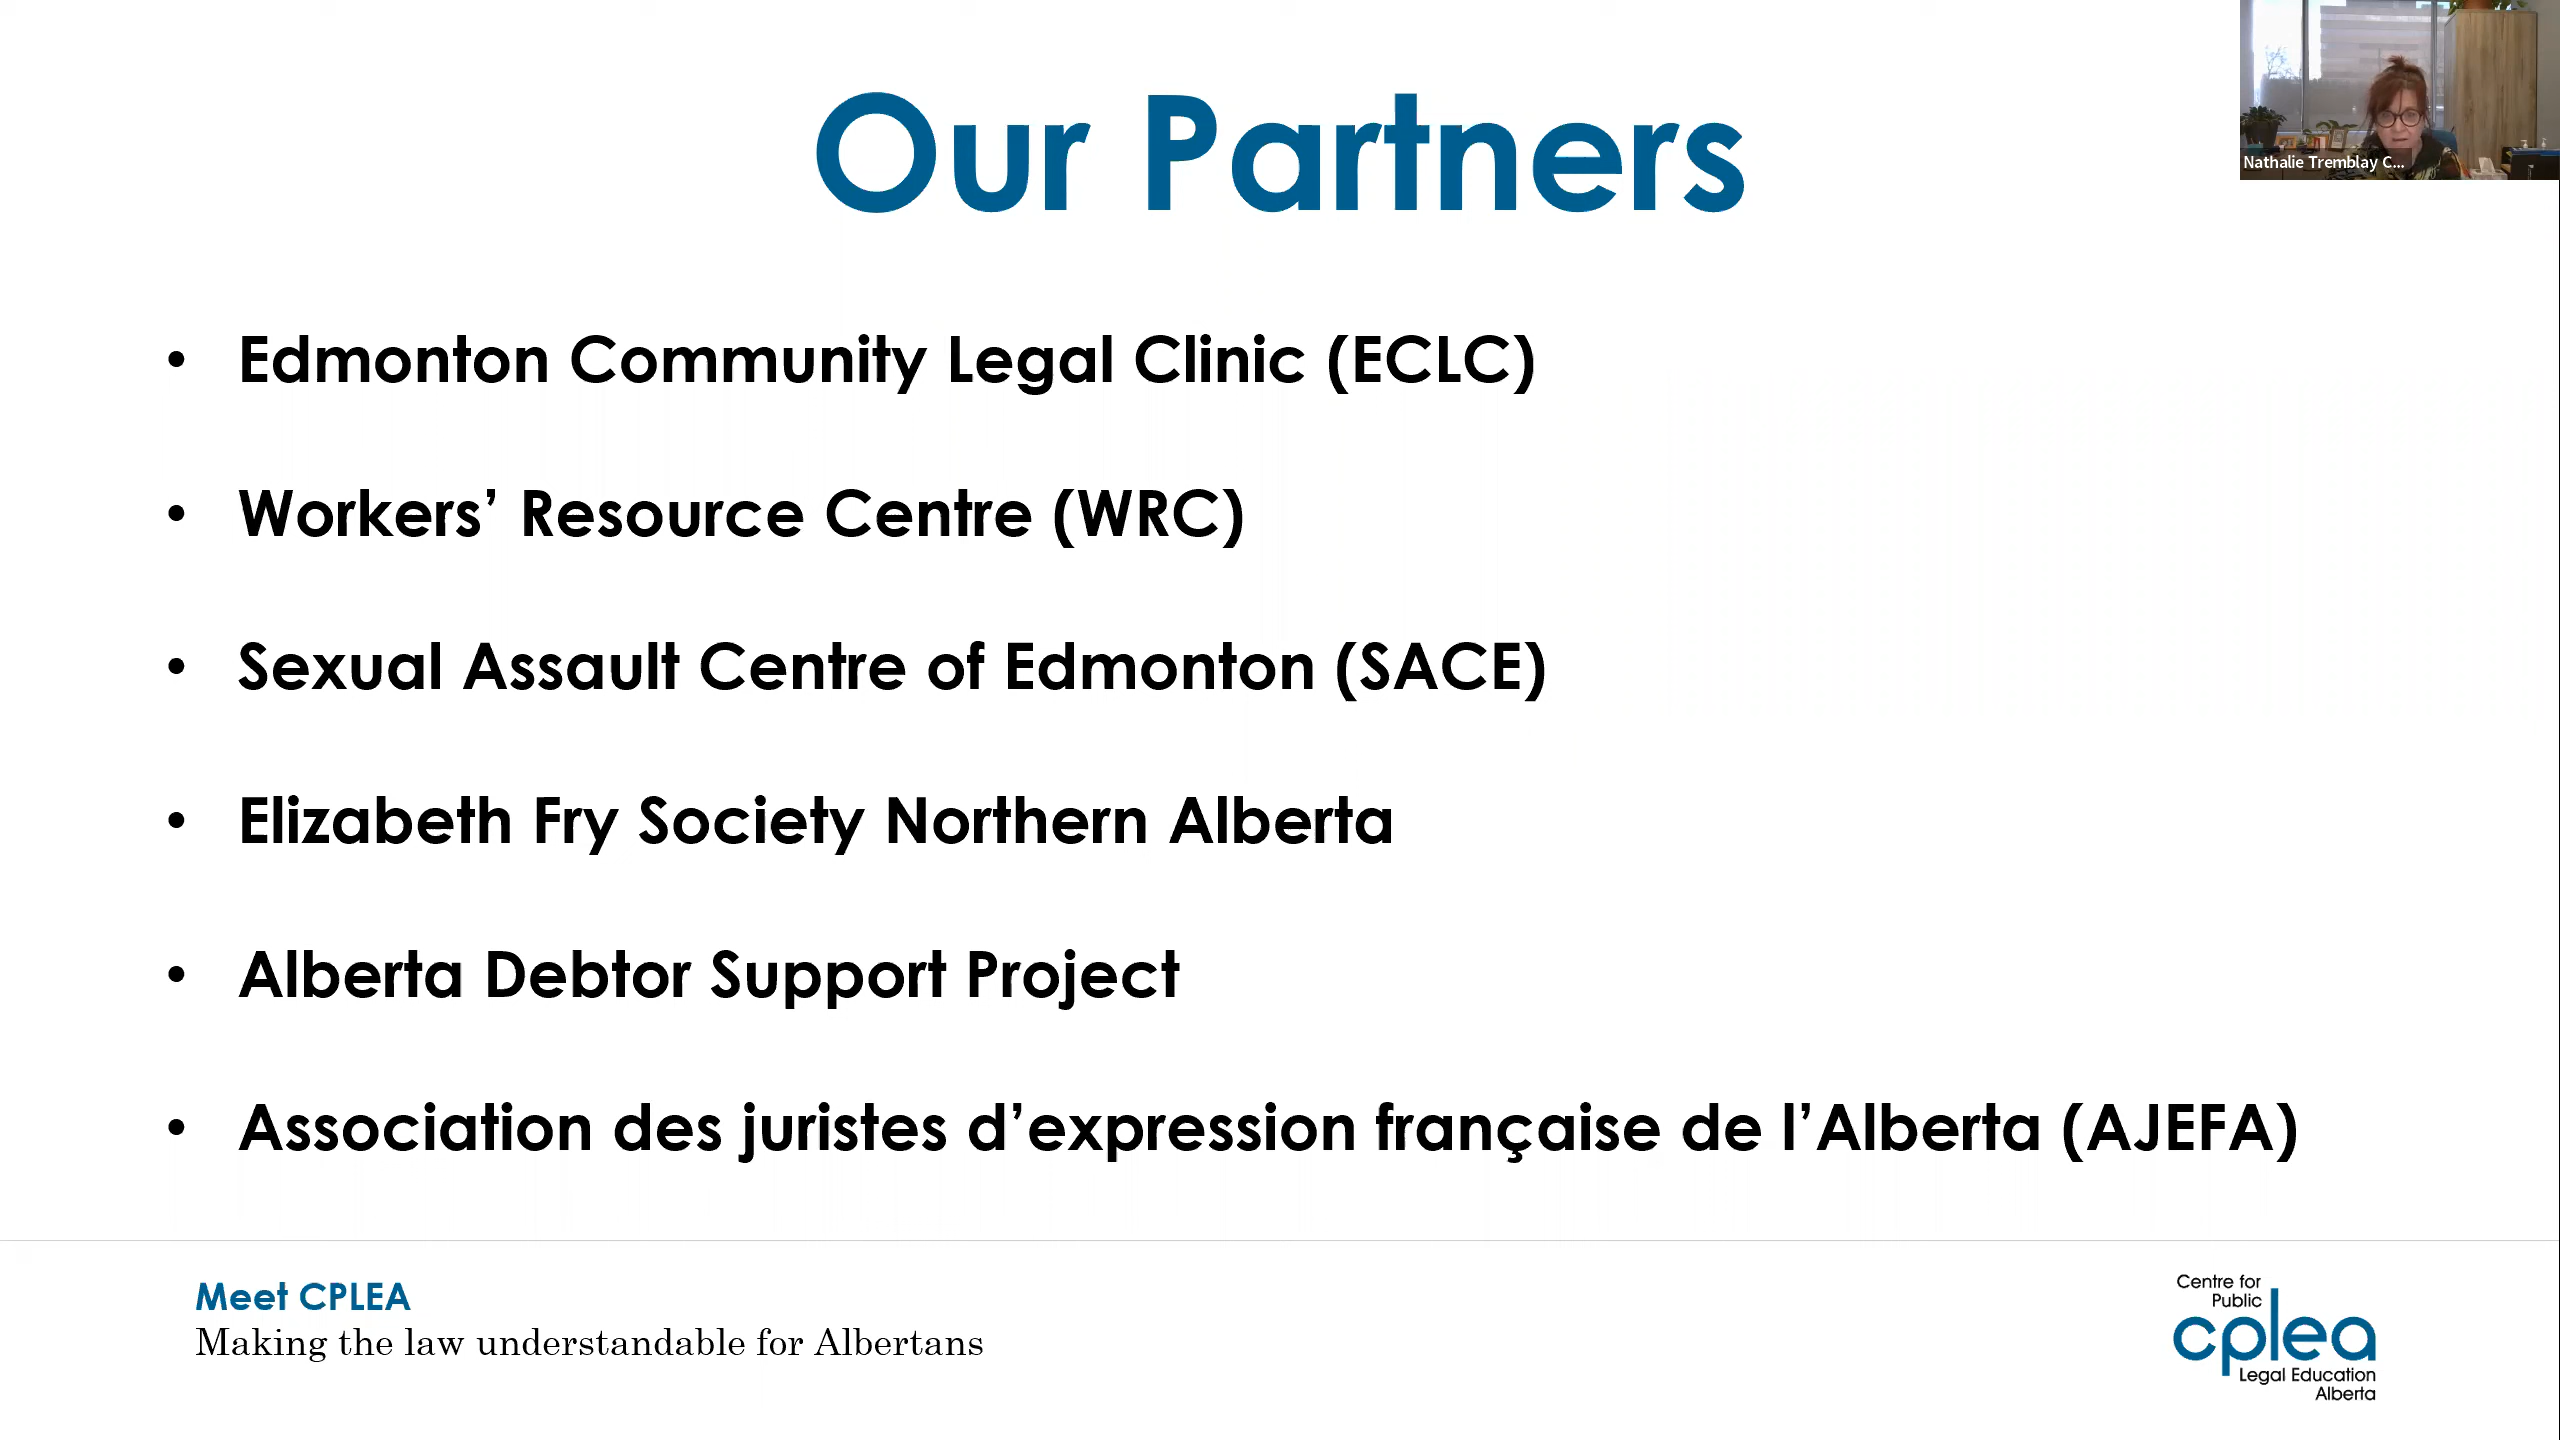 Our Partners
Nathalie Tremblay C...
• Edmonton Community Legal Clinic (ECLC)
• Workers’ Resource Centre (WRC)
• Sexual Assault Centre of Edmonton (SACE)
• Elizabeth Fry Society Northern Alberta
• Alberta Debtor Support Project
• Association des juristes d’expression française de l’Alberta (AJEFA)
Meet CPLEA
Making the law understandable for Albertans
Centre for
Public
cplea
Legal Education
Alberta